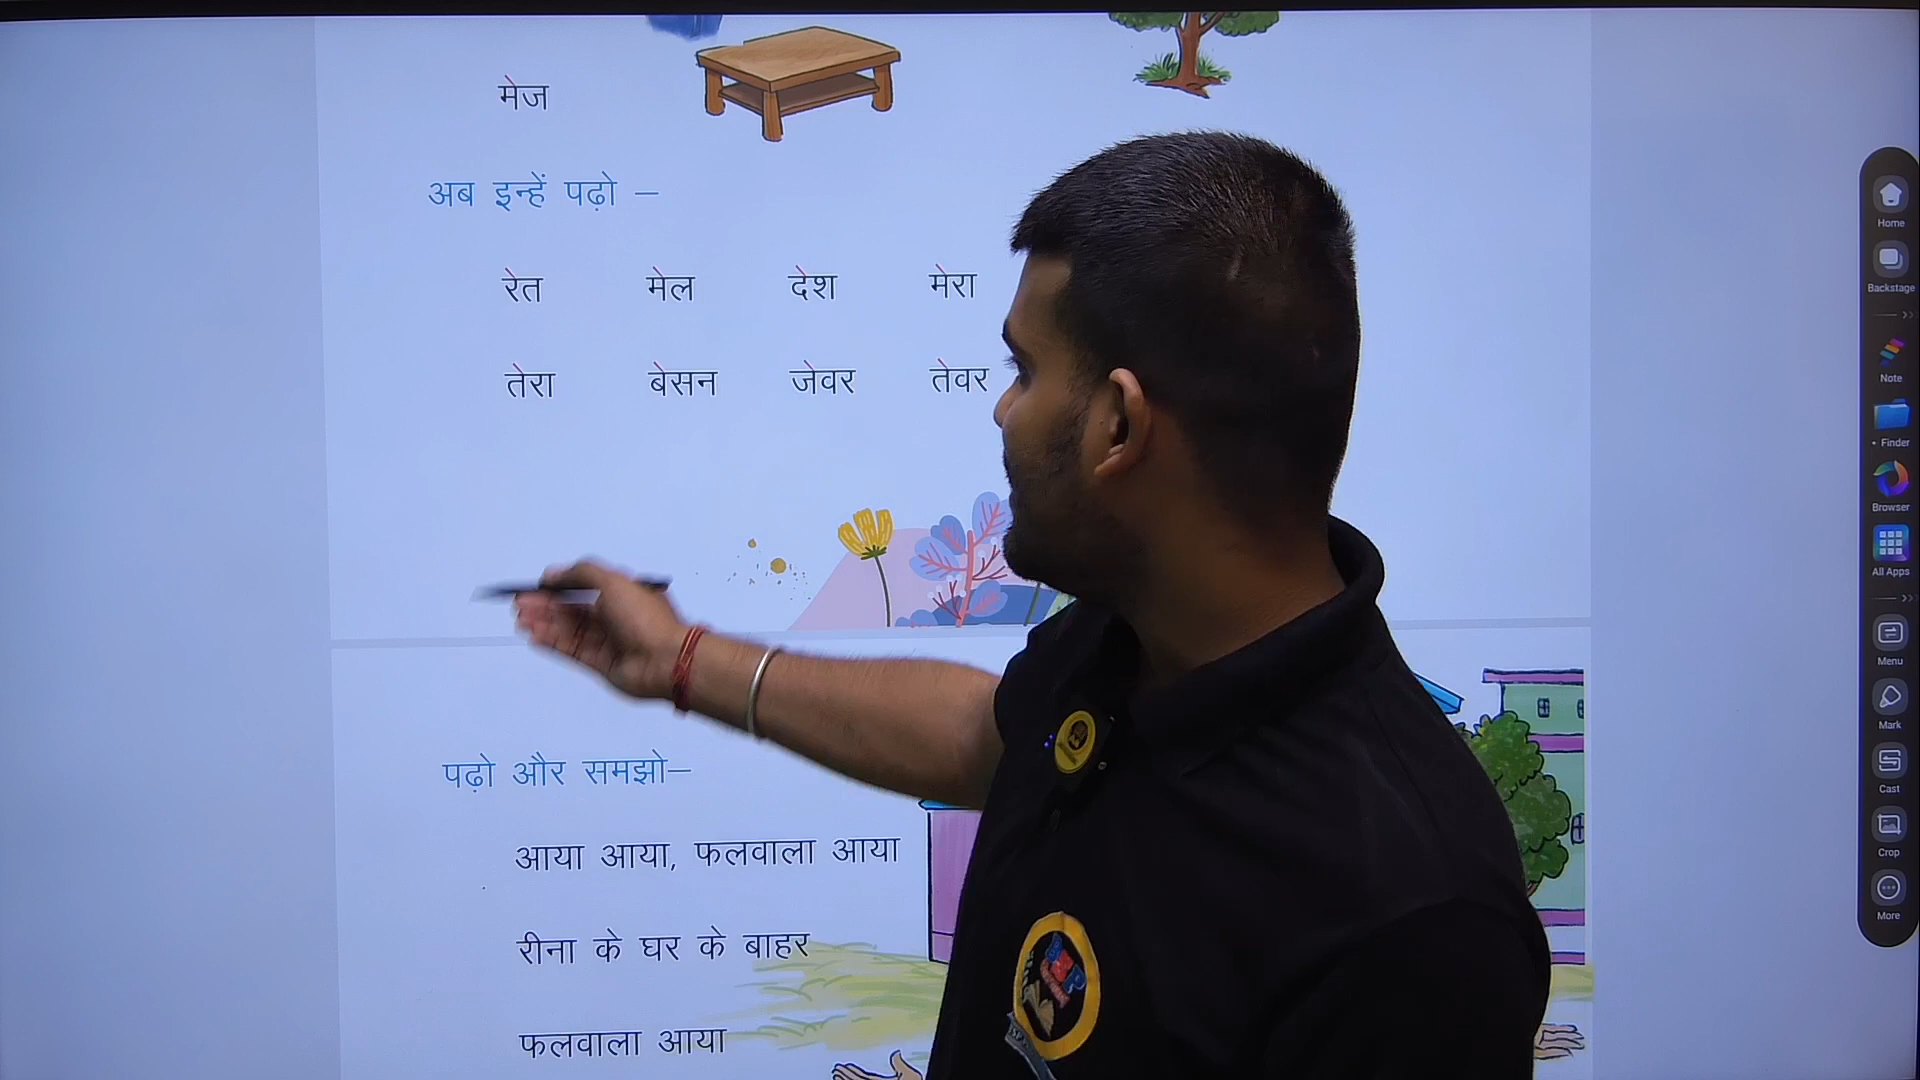 मेज
अब इन्हें पढ़ो –
रेत मेल देश मेरा
तेरा बेसन जेवर तेवर
पढ़ो और समझो–
आया आया, फलवाला आया
रीना के घर के बाहर
फलवाला आया
Home
Backstage
Note
Finder
Browser
All Apps
Menu
Mark
Cast
Crop
More